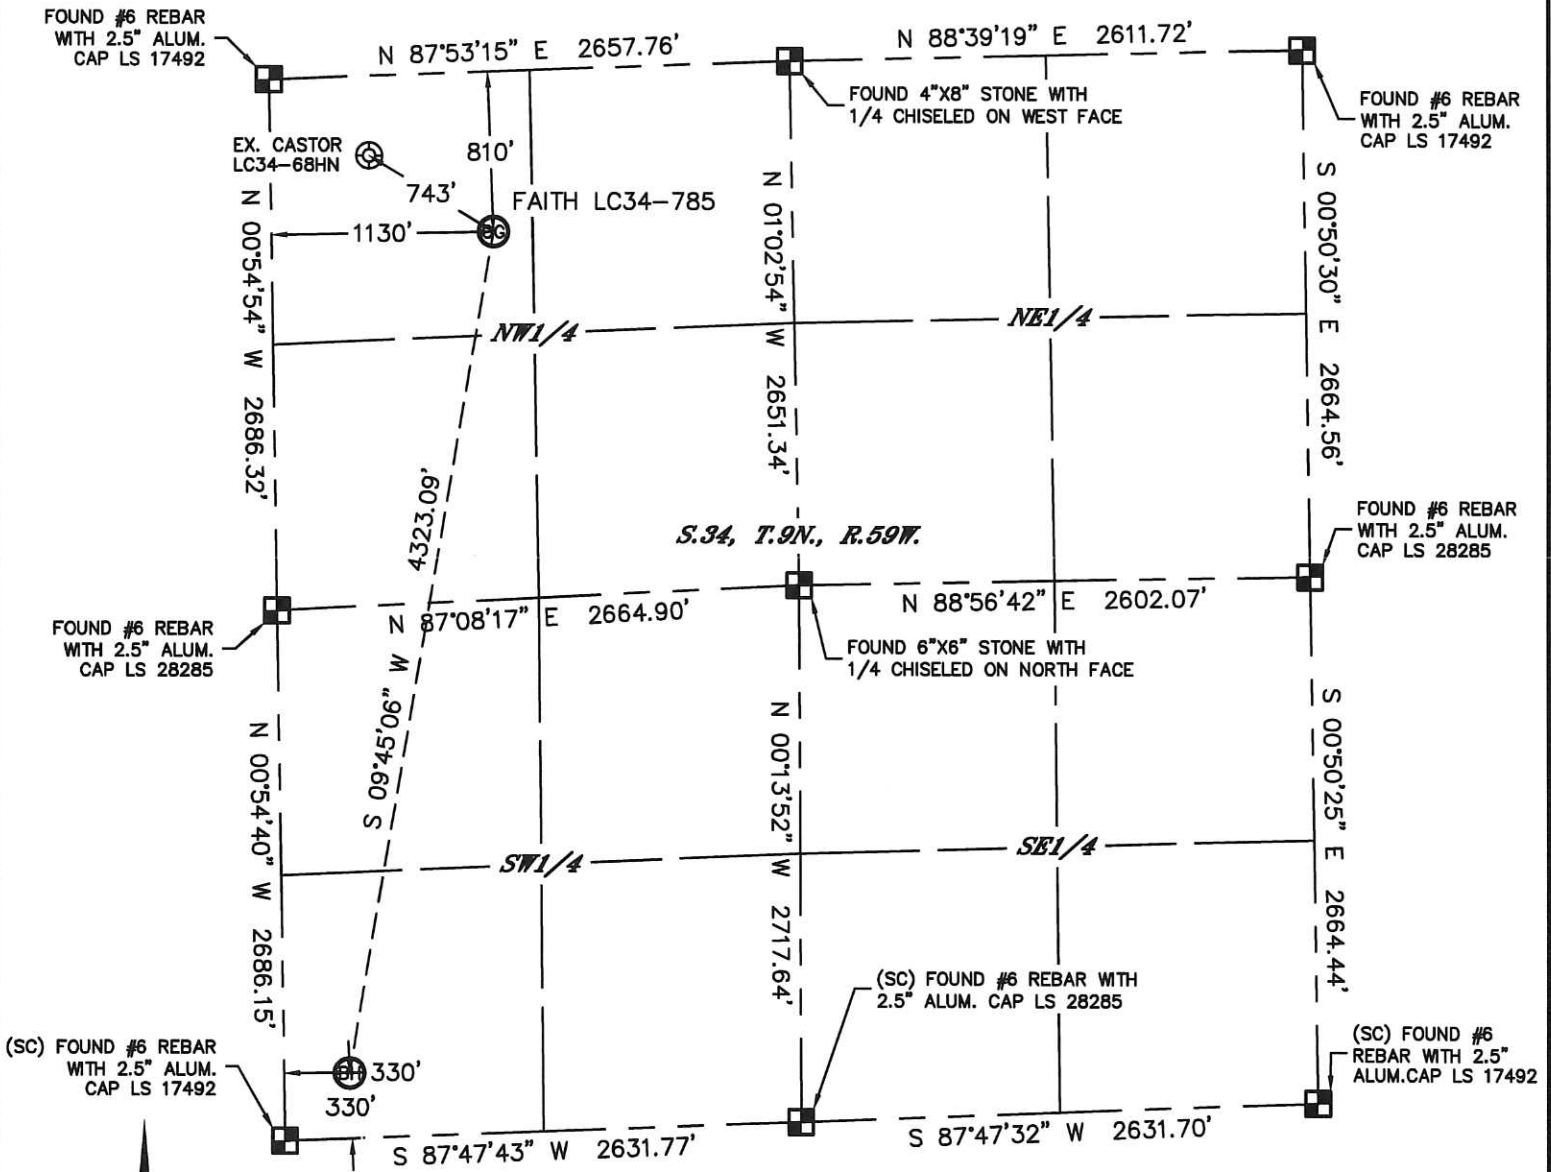 FOUND #6 REBAR
WITH 2.5" ALUM.
CAP LS 17492
N 87°53'15" E 2657.76'
N 88°39'19" E 2611.72'
FOUND 4"X8" STONE WITH
1/4 CHISELED ON WEST FACE
FOUND #6 REBAR
WITH 2.5" ALUM.
CAP LS 17492
EX. CASTOR
LC34-68HN
810'
743'
FAITH LC34-785
1130'
N 00°54'54" W 2686.32'
N 01°02'54" W 2651.34'
S 00°50'30" E 2664.56'
NW1/4
NE1/4
4323.09'
S 09°45'06" W
S.34, T.9N., R.59W.
FOUND #6 REBAR
WITH 2.5" ALUM.
CAP LS 28285
N 87°08'17" E 2664.90'
N 88°56'42" E 2602.07'
FOUND #6 REBAR
WITH 2.5" ALUM.
CAP LS 28285
FOUND 6"X6" STONE WITH
1/4 CHISELED ON NORTH FACE
N 00°54'40" W 2686.15'
N 00°13'52" W 2717.64'
S 00°50'25" E 2664.44'
SW1/4
SE1/4
(SC) FOUND #6 REBAR WITH
2.5" ALUM. CAP LS 28285
(SC) FOUND #6 REBAR
WITH 2.5" ALUM.
CAP LS 17492
(SC) FOUND #6
REBAR WITH 2.5"
ALUM.CAP LS 17492
BH
330'
330'
S 87°47'43" W 2631.77'
S 87°47'32" W 2631.70'